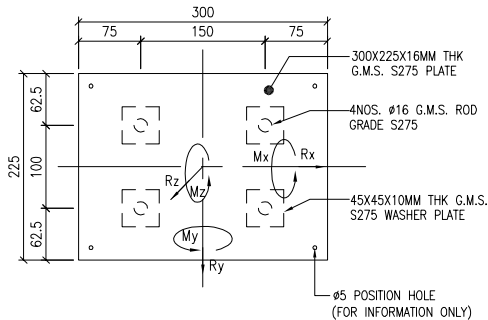 300
75 150 75
300X225X16MM THK
G.M.S. S275 PLATE
4NOS. ø16 G.M.S. ROD
GRADE S275
225
62.5
100
62.5
Mx
Rx
Rz
Mz
My
Ry
45X45X10MM THK G.M.S.
S275 WASHER PLATE
ø5 POSITION HOLE
(FOR INFORMATION ONLY)